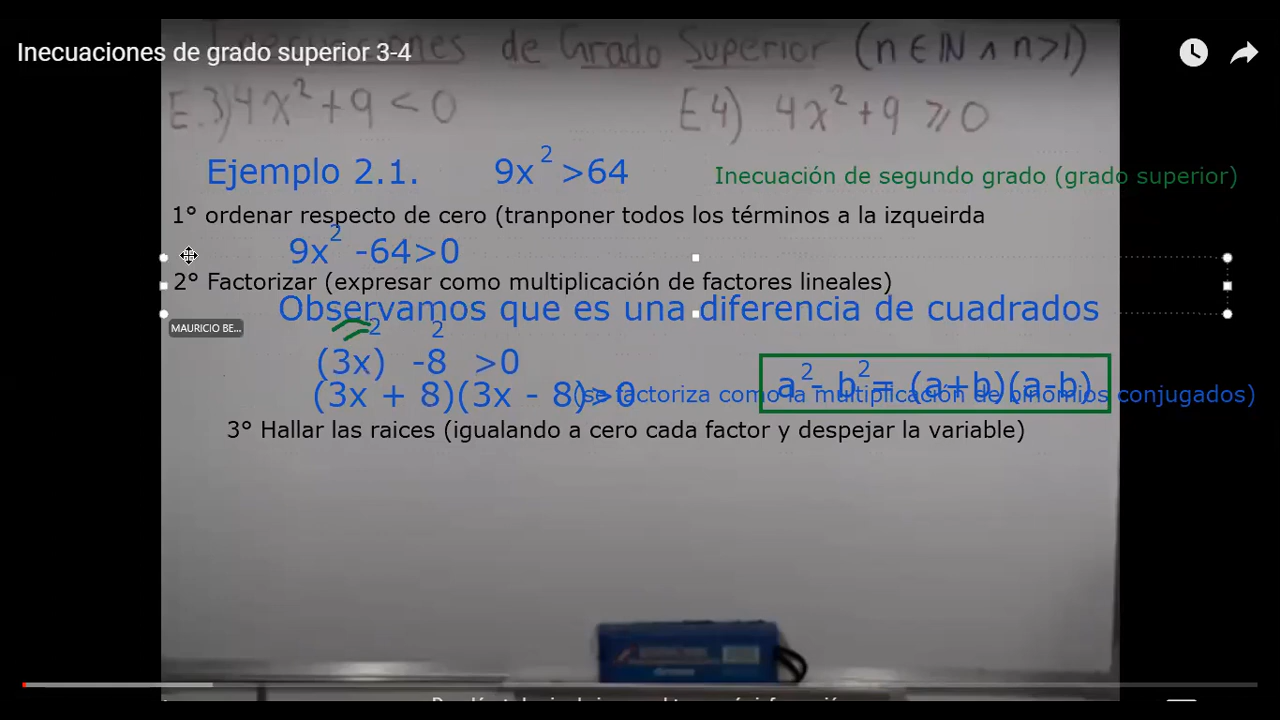 Inecuaciones de grado superior 3-4
Inecuaciones de Grado Superior (n ∈ ℕ ∧ n>1)
E.3) 4x² + 9 < 0
E4) 4x² + 9 ⩾ 0
Ejemplo 2.1. 9x² >64
Inecuación de segundo grado (grado superior)
1° ordenar respecto de cero (tranponer todos los términos a la izqueirda
9x² -64>0
2° Factorizar (expresar como multiplicación de factores lineales)
Observamos que es una diferencia de cuadrados
MAURICIO BE...
(3x)² -8² >0
a²- b²= (a+b)(a-b)
(3x + 8)(3x - 8)>0
(se factoriza como la multiplicación de binomios conjugados)
3° Hallar las raices (igualando a cero cada factor y despejar la variable)